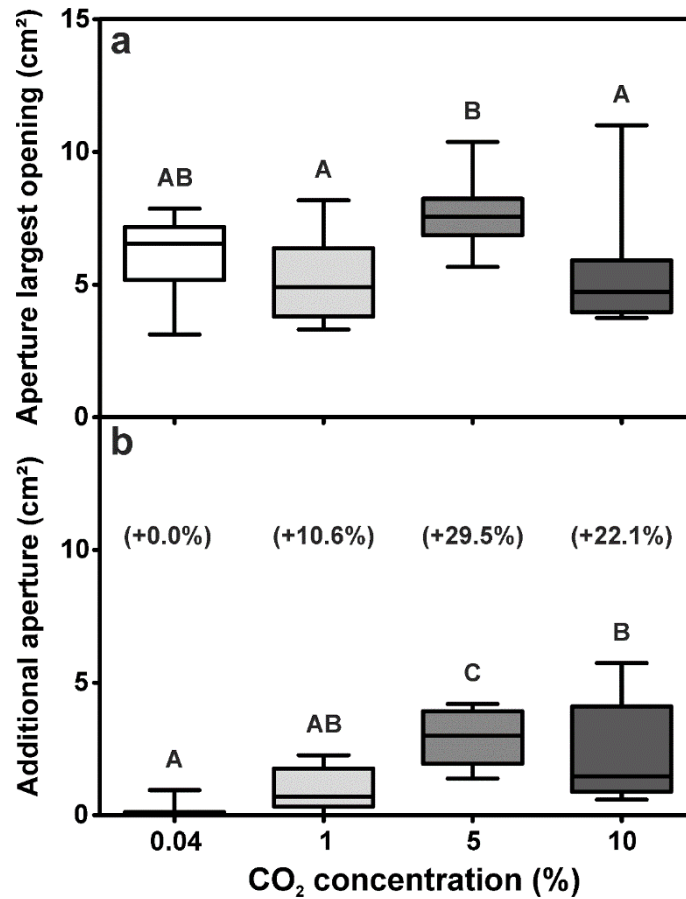 a
Aperture largest opening (cm²)
15
10
5
0
AB
A
B
A
b
Additional aperture (cm²)
10
5
0
(+0.0%)
(+10.6%)
(+29.5%)
(+22.1%)
A
AB
C
B
0.04
1
5
10
CO₂ concentration (%)